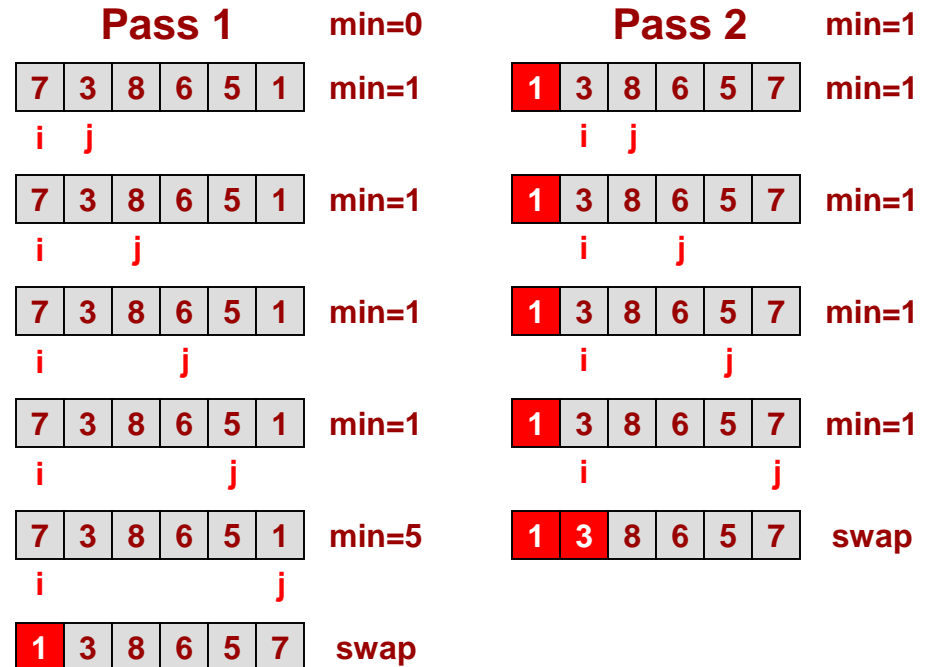 Pass 1 min=0
7 3 8 6 5 1 min=1
i j
7 3 8 6 5 1 min=1
i j
7 3 8 6 5 1 min=1
i j
7 3 8 6 5 1 min=1
i j
7 3 8 6 5 1 min=5
i j
1 3 8 6 5 7 swap
Pass 2 min=1
1 3 8 6 5 7 min=1
i j
1 3 8 6 5 7 min=1
i j
1 3 8 6 5 7 min=1
i j
1 3 8 6 5 7 min=1
i j
1 3 8 6 5 7 swap